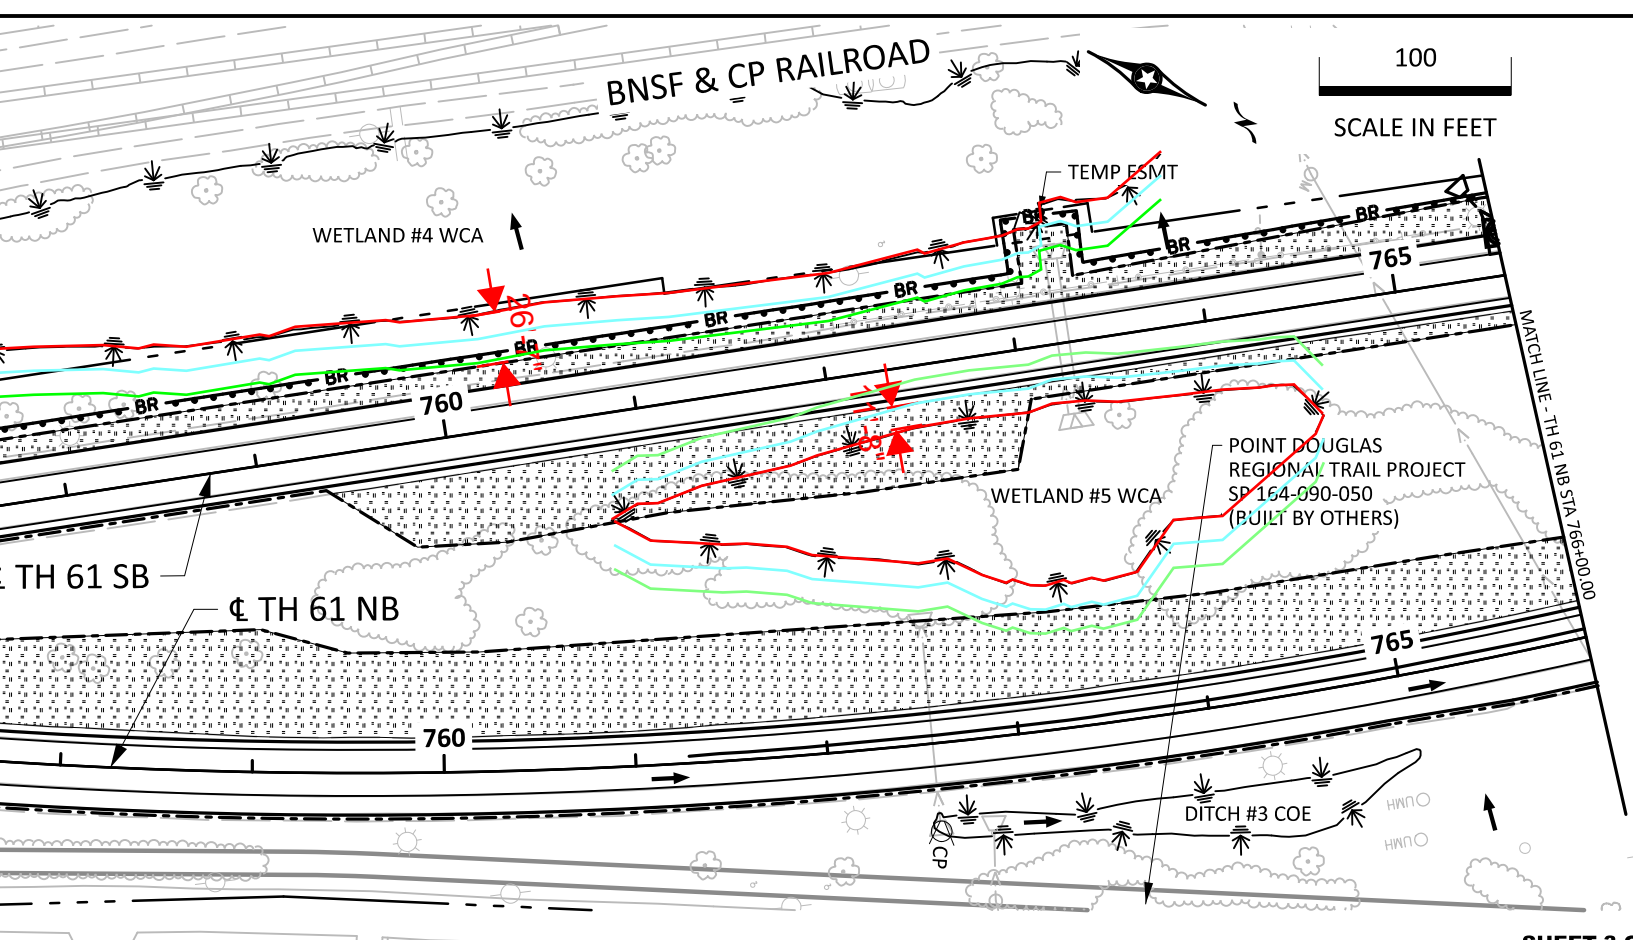 BNSF & CP RAILROAD
100
SCALE IN FEET
TEMP ESMT
WETLAND #4 WCA
BR
BR
BR
765
BR
BR
BR
BR
760
MATCH LINE - TH 61 NB STA 766+00.00
POINT DOUGLAS
REGIONAL TRAIL PROJECT
SP 164-090-050
(BUILT BY OTHERS)
WETLAND #5 WCA
℄ TH 61 SB
℄ TH 61 NB
765
760
DITCH #3 COE
CP
UMH
UMH